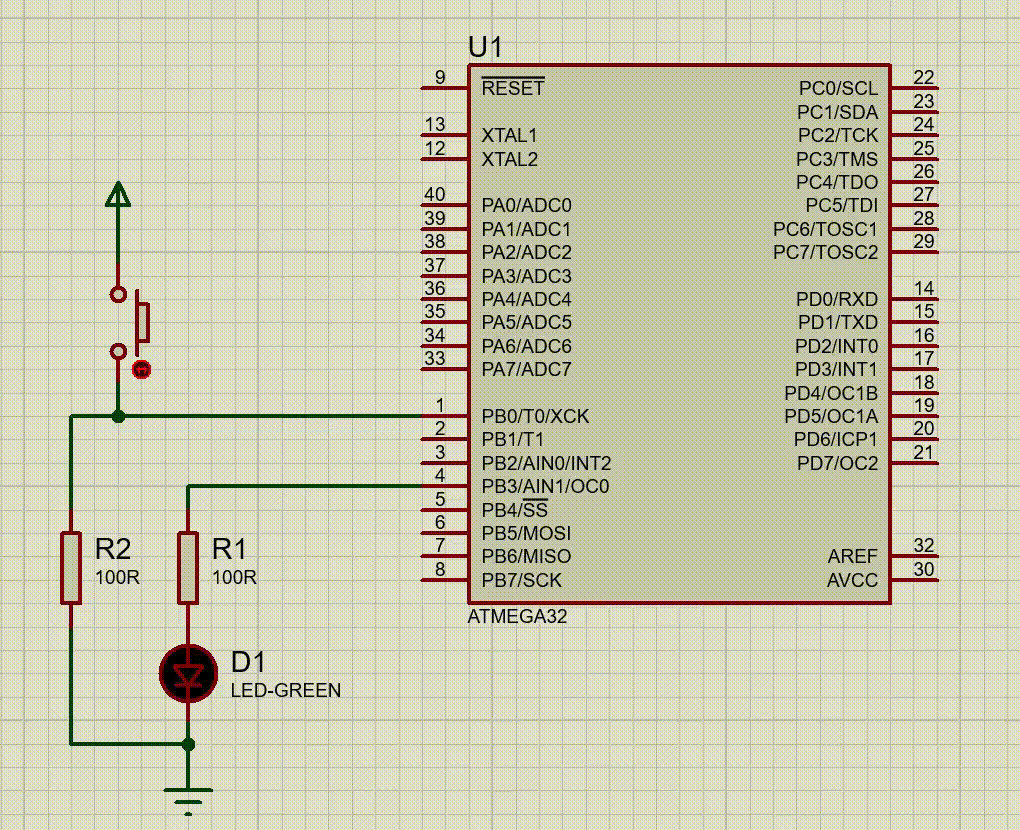 U1
9 RESET PC0/SCL 22
PC1/SDA 23
13 XTAL1 PC2/TCK 24
12 XTAL2 PC3/TMS 25
PC4/TDO 26
40 PA0/ADC0 PC5/TDI 27
39 PA1/ADC1 PC6/TOSC1 28
38 PA2/ADC2 PC7/TOSC2 29
37 PA3/ADC3
36 PA4/ADC4 PD0/RXD 14
35 PA5/ADC5 PD1/TXD 15
34 PA6/ADC6 PD2/INT0 16
33 PA7/ADC7 PD3/INT1 17
PD4/OC1B 18
1 PB0/T0/XCK PD5/OC1A 19
2 PB1/T1 PD6/ICP1 20
3 PB2/AIN0/INT2 PD7/OC2 21
4 PB3/AIN1/OC0
5 PB4/SS
6 PB5/MOSI
7 PB6/MISO AREF 32
8 PB7/SCK AVCC 30
ATMEGA32
R2
100R
R1
100R
D1
LED-GREEN